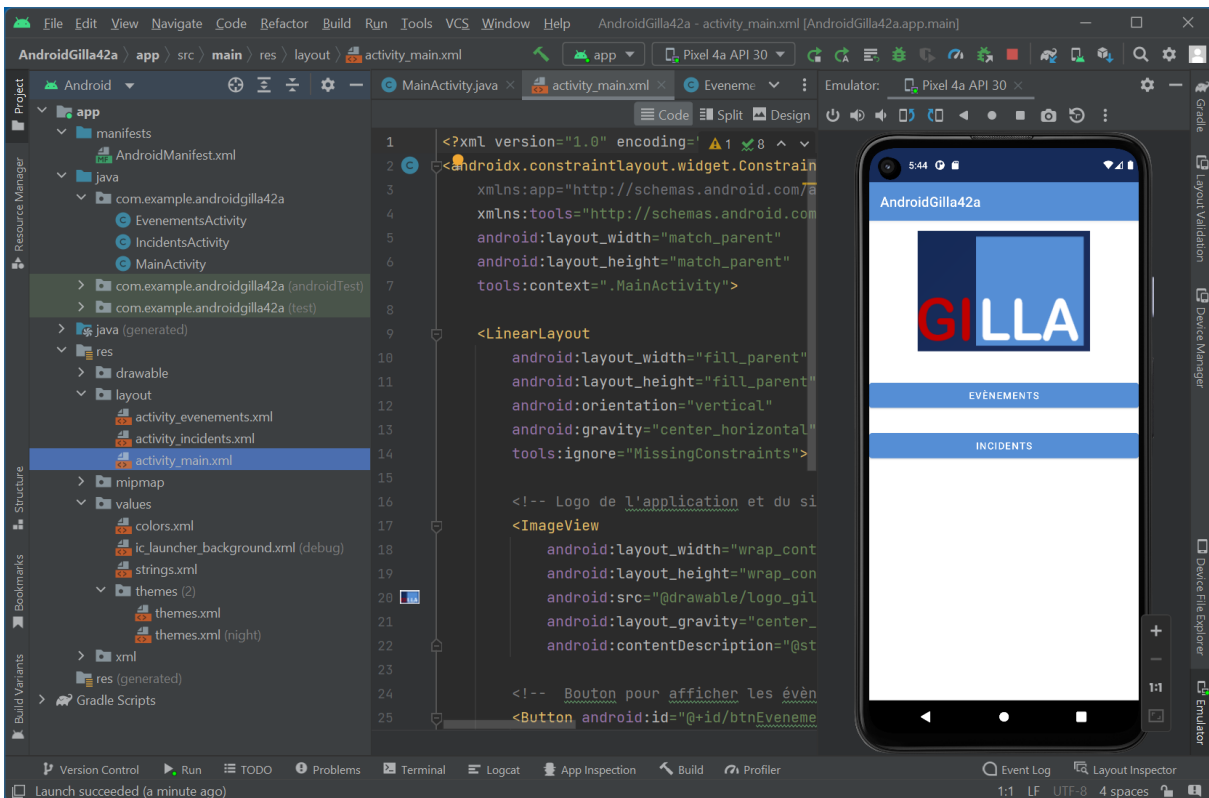 File Edit View Navigate Code Refactor Build Run Tools VCS Window Help AndroidGilla42a - activity_main.xml [AndroidGilla42a.app.main]
AndroidGilla42a app src main res layout activity_main.xml app Pixel 4a API 30
Project
Resource Manager
Structure
Bookmarks
Build Variants
Android
app
manifests
AndroidManifest.xml
java
com.example.androidgilla42a
EvenementsActivity
IncidentsActivity
MainActivity
com.example.androidgilla42a (androidTest)
com.example.androidgilla42a (test)
java (generated)
res
drawable
layout
activity_evenements.xml
activity_incidents.xml
activity_main.xml
mipmap
values
colors.xml
ic_launcher_background.xml (debug)
strings.xml
themes (2)
themes.xml
themes.xml (night)
xml
res (generated)
Gradle Scripts
MainActivity.java activity_main.xml Eveneme
Code Split Design
1 <?xml version="1.0" encoding=" 1 8
2 <androidx.constraintlayout.widget.Constrain
3 xmlns:app="http://schemas.android.com/a
4 xmlns:tools="http://schemas.android.com
5 android:layout_width="match_parent"
6 android:layout_height="match_parent"
7 tools:context=".MainActivity">
8
9 <LinearLayout
10 android:layout_width="fill_parent"
11 android:layout_height="fill_parent"
12 android:orientation="vertical"
13 android:gravity="center_horizontal"
14 tools:ignore="MissingConstraints">
15
16 <!-- Logo de l'application et du si
17 <ImageView
18 android:layout_width="wrap_cont
19 android:layout_height="wrap_con
20 android:src="@drawable/logo_gil
21 android:layout_gravity="center_
22 android:contentDescription="@st
23
24 <!-- Bouton pour afficher les évèn
25 <Button android:id="@+id/btnEveneme
Emulator: Pixel 4a API 30
5:44
AndroidGilla42a
GILLA
EVÈNEMENTS
INCIDENTS
1:1
Gradle
Layout Validation
Device Manager
Device File Explorer
Emulator
Version Control Run TODO Problems Terminal Logcat App Inspection Build Profiler Event Log Layout Inspector
Launch succeeded (a minute ago) 1:1 LF UTF-8 4 spaces